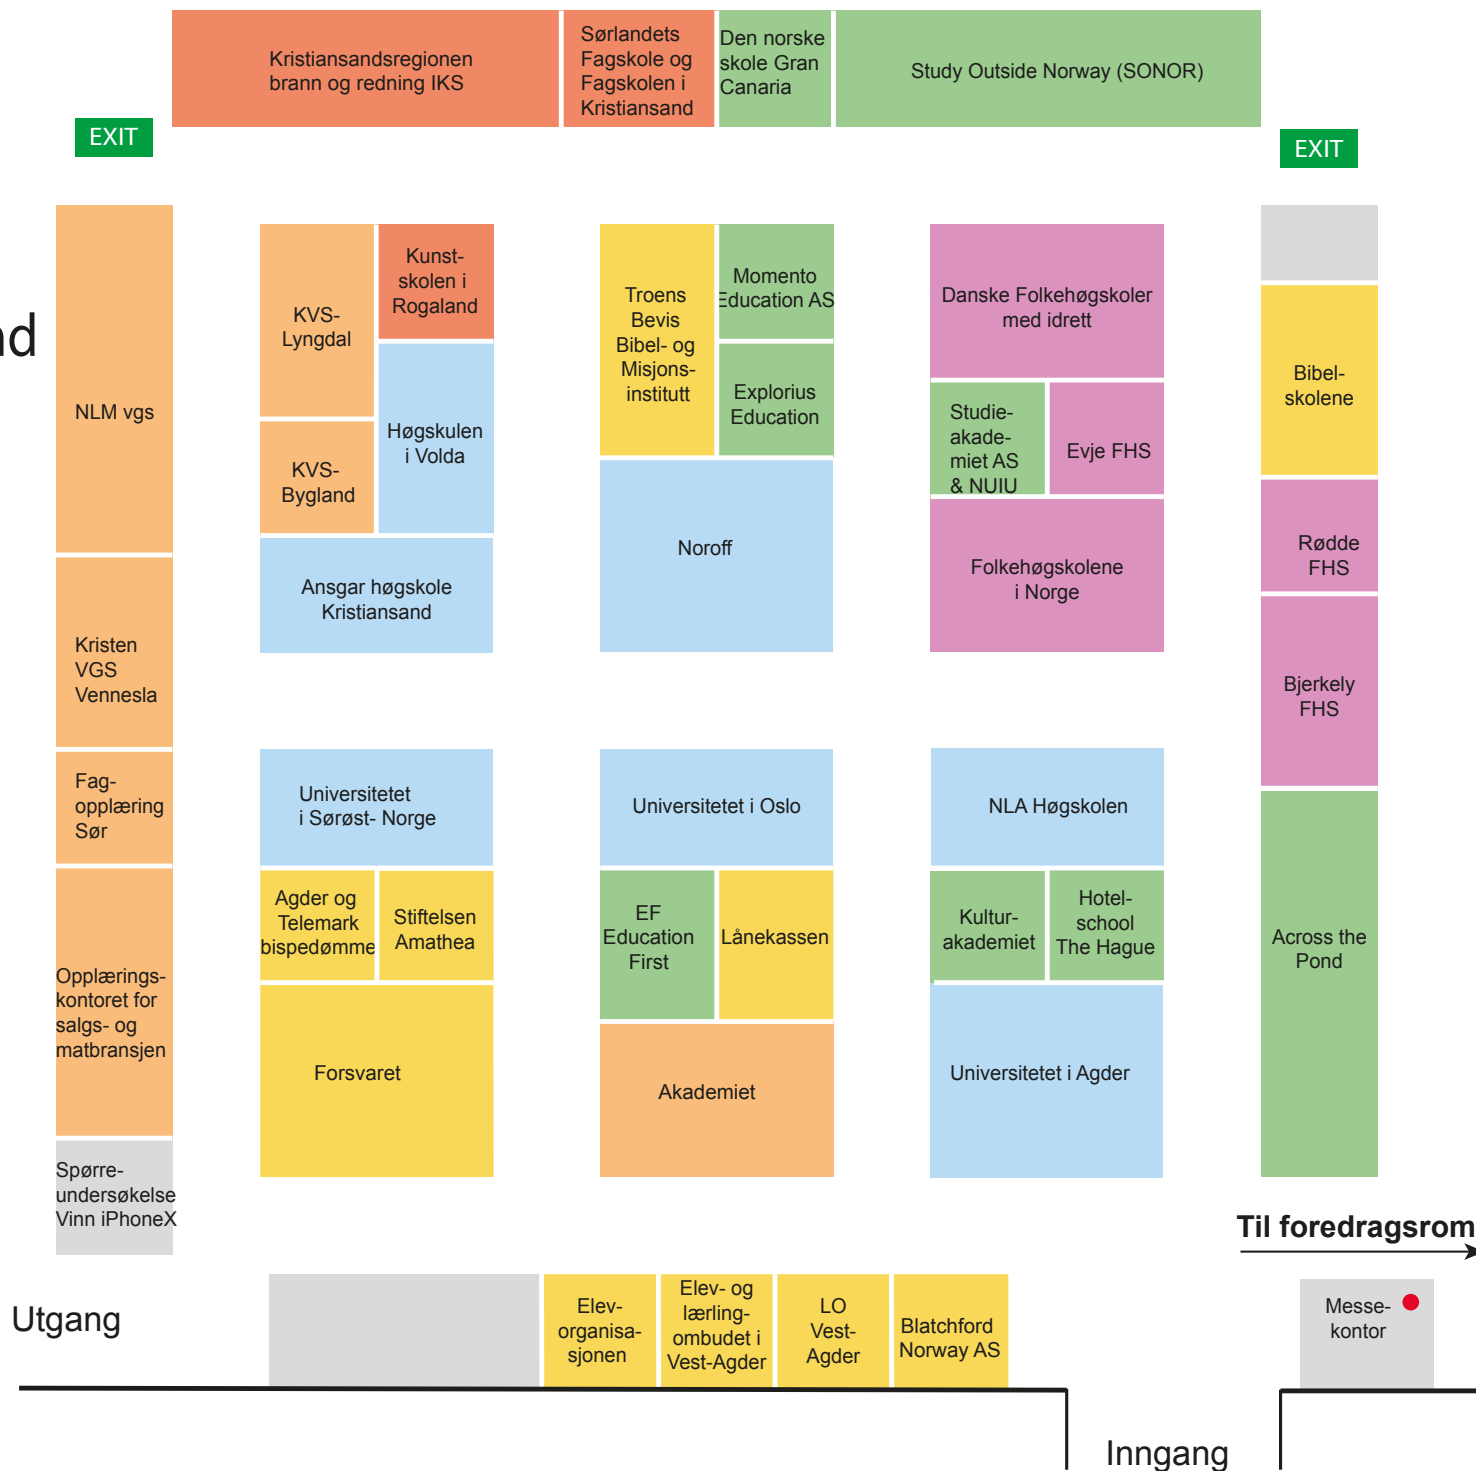 Kristiansandsregionen
brann og redning IKS
Sørlandets
Fagskole og
Fagskolen i
Kristiansand
Den norske
skole Gran
Canaria
Study Outside Norway (SONOR)
EXIT
EXIT
nd
NLM vgs
Kristen
VGS
Vennesla
Fag-
opplæring
Sør
Opplærings-
kontoret for
salgs- og
matbransjen
Spørre-
undersøkelse
Vinn iPhoneX
KVS-
Lyngdal
Kunst-
skolen i
Rogaland
KVS-
Bygland
Høgskulen
i Volda
Ansgar høgskole
Kristiansand
Troens
Bevis
Bibel- og
Misjons-
institutt
Momento
Education AS
Explorius
Education
Noroff
Danske Folkehøgskoler
med idrett
Studie-
akade-
miet AS
& NUIU
Evje FHS
Folkehøgskolene
i Norge
Bibel-
skolene
Rødde
FHS
Bjerkely
FHS
Across the
Pond
Universitetet
i Sørøst- Norge
Agder og
Telemark
bispedømme
Stiftelsen
Amathea
Forsvaret
Universitetet i Oslo
EF
Education
First
Lånekassen
Akademiet
NLA Høgskolen
Kultur-
akademiet
Hotel-
school
The Hague
Universitetet i Agder
Til foredragsrom
Utgang
Elev-
organisa-
sjonen
Elev- og
lærling-
ombudet i
Vest-Agder
LO
Vest-
Agder
Blatchford
Norway AS
Messe-
kontor
Inngang